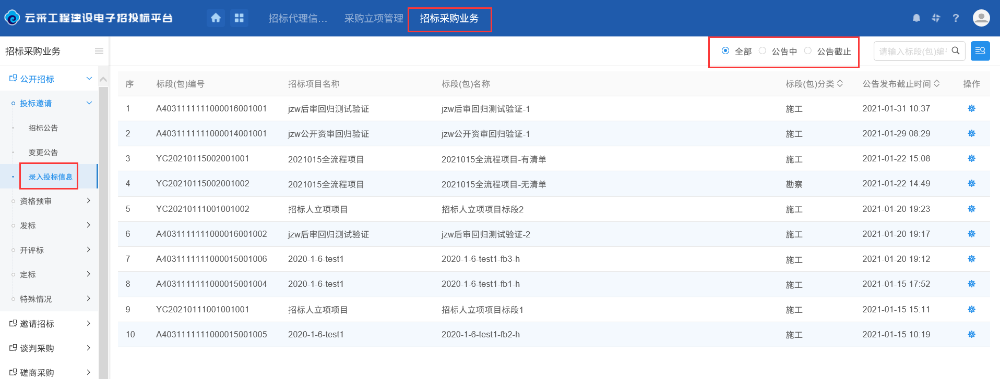 云采工程建设电子招投标平台
招标代理信... 采购立项管理 招标采购业务
招标采购业务
全部 公告中 公告截止
请输入标段(包)编号
公开招标
投标邀请
招标公告
变更公告
录入投标信息
资格预审
发标
开评标
定标
特殊情况
邀请招标
谈判采购
磋商采购
序 标段(包)编号 招标项目名称 标段(包)名称 标段(包)分类 公告发布截止时间 操作
1 A4031111111000016001001 jzw后审回归测试验证 jzw后审回归测试验证-1 施工 2021-01-31 10:37
2 A4031111111000014001001 jzw公开资审回归验证 jzw公开资审回归验证-1 施工 2021-01-29 08:29
3 YC20210115002001001 2021015全流程项目 2021015全流程项目-有清单 施工 2021-01-22 15:08
4 YC20210115002001002 2021015全流程项目 2021015全流程项目-无清单 勘察 2021-01-22 14:49
5 YC20210111001001002 招标人立项项目 招标人立项项目标段2 施工 2021-01-20 19:23
6 A4031111111000016001002 jzw后审回归测试验证 jzw后审回归测试验证-2 施工 2021-01-20 19:17
7 A4031111111000015001006 2020-1-6-test1 2020-1-6-test1-fb3-h 施工 2021-01-20 19:12
8 A4031111111000015001004 2020-1-6-test1 2020-1-6-test1-fb1-h 施工 2021-01-15 17:52
9 YC20210111001001001 招标人立项项目 招标人立项项目标段1 施工 2021-01-15 15:11
10 A4031111111000015001005 2020-1-6-test1 2020-1-6-test1-fb2-h 施工 2021-01-15 10:19